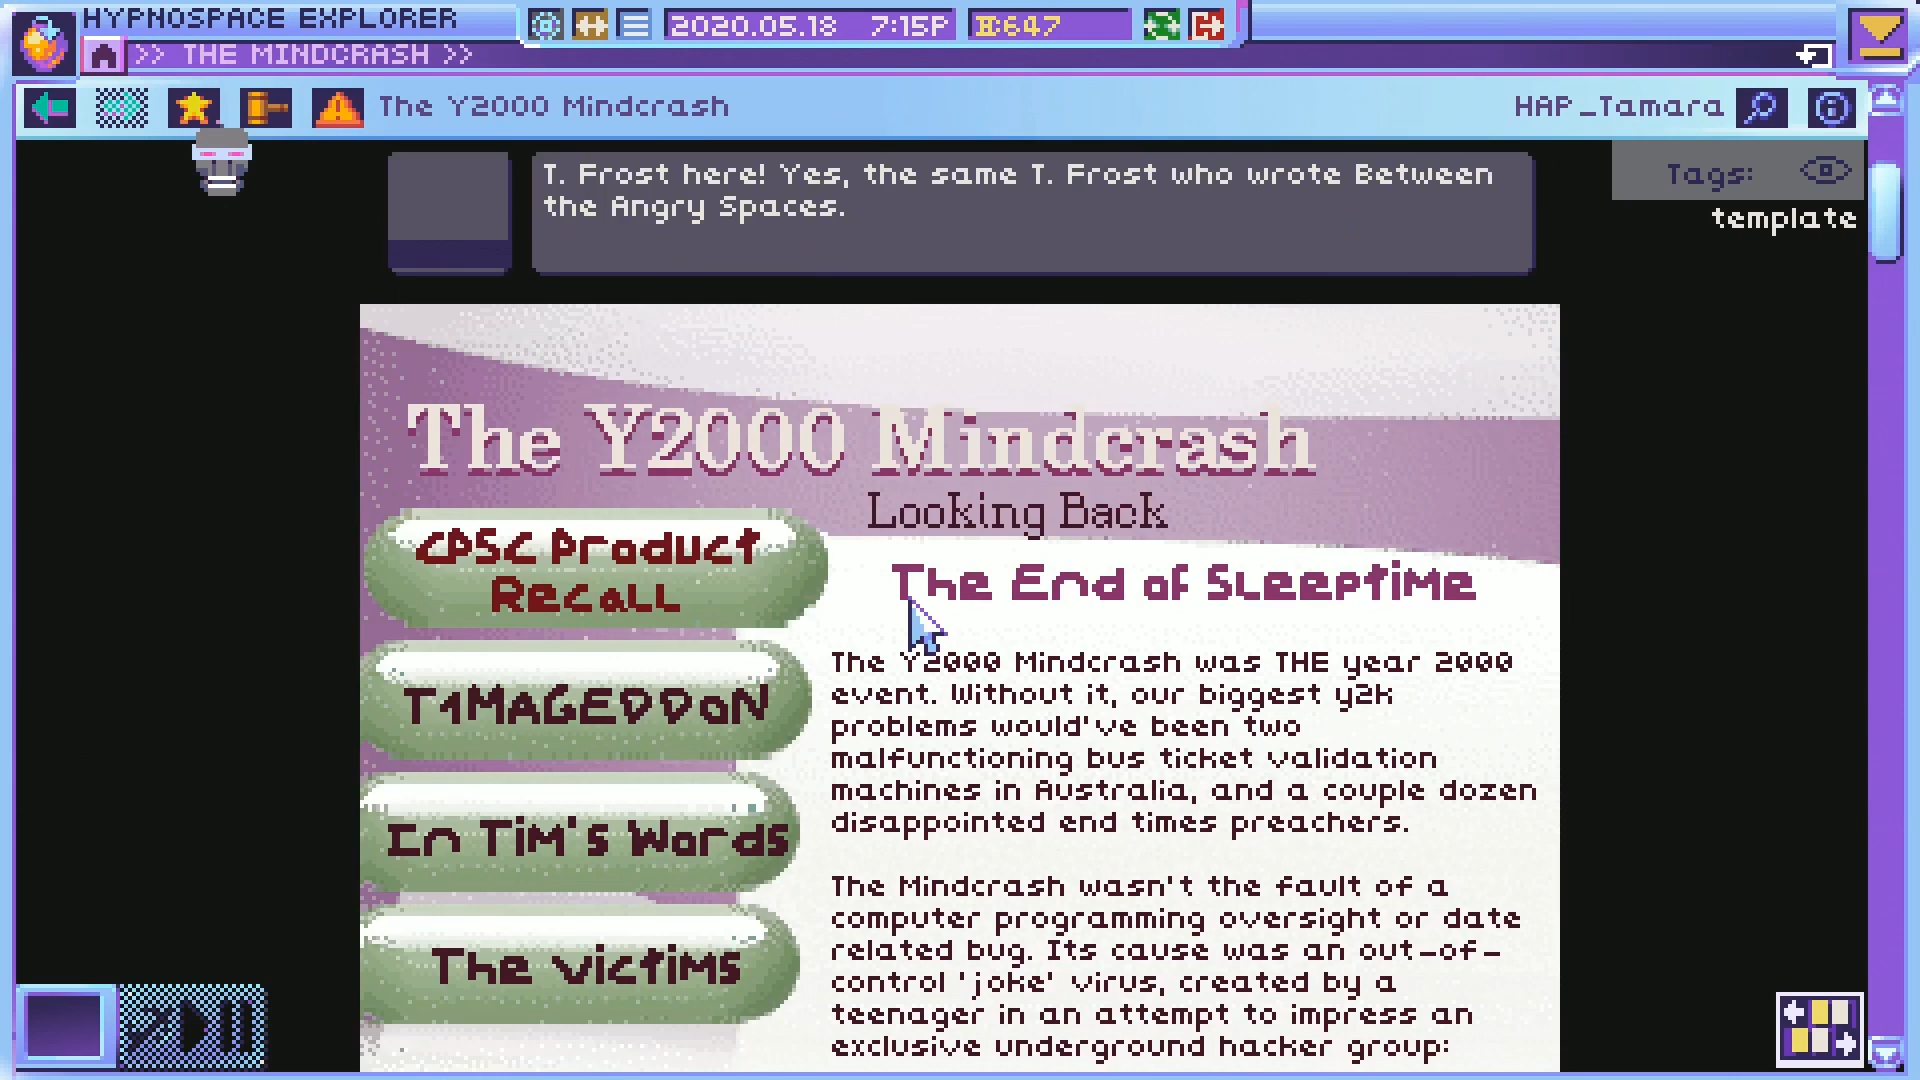 HYPNOSPACE EXPLORER
2020.05.18 7:15P
647
>> THE MINDCRASH >>
The Y2000 Mindcrash
HAP_Tamara
T. Frost here! Yes, the same T. Frost who wrote Between
the Angry Spaces.
Tags:
template
The Y2000 Mindcrash
Looking Back
CPSC Product
Recall
T1MAGEDDoN
In Tim's Words
The Victims
The End of Sleeptime
The Y2000 Mindcrash was THE year 2000
event. Without it, our biggest y2k
problems would've been two
malfunctioning bus ticket validation
machines in Australia, and a couple dozen
disappointed end times preachers.
The Mindcrash wasn't the fault of a
computer programming oversight or date
related bug. Its cause was an out-of-
control 'joke' virus, created by a
teenager in an attempt to impress an
exclusive underground hacker group: